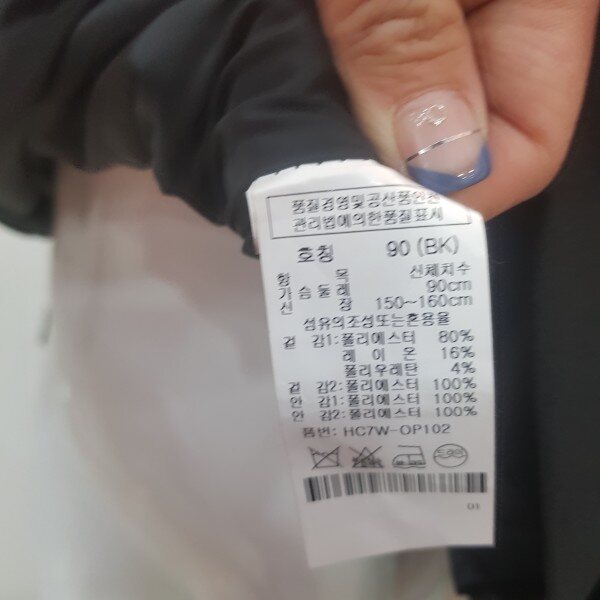 품질경영및공산품안전
관리법에의한품질표시
호칭 90 (BK)
항 목 신체치수
가슴둘레 90cm
신 장 150~160cm
섬유의조성또는혼용율
겉 감1: 폴리에스터 80%
레 이 온 16%
폴리우레탄 4%
겉 감2: 폴리에스터 100%
안 감1: 폴리에스터 100%
안 감2: 폴리에스터 100%
품번: HC7W-OP102
01